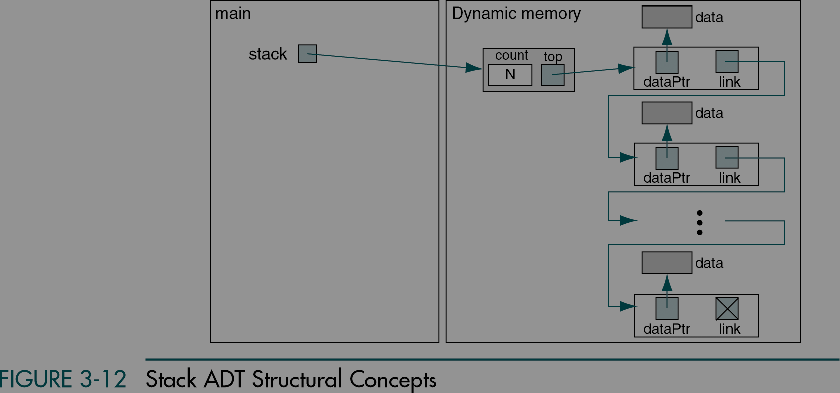 main
Dynamic memory
data
stack
count
top
N
dataPtr
link
data
dataPtr
link
data
dataPtr
link
FIGURE 3-12 Stack ADT Structural Concepts